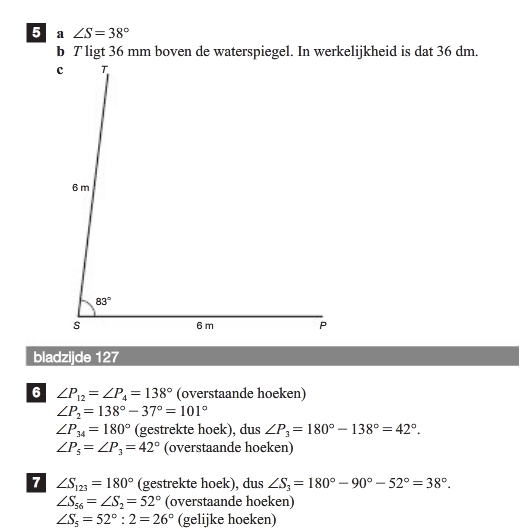 5 a ∠S = 38°
b T ligt 36 mm boven de waterspiegel. In werkelijkheid is dat 36 dm.
c
T
6 m
83°
S 6 m P
bladzijde 127
6 ∠P₁₂ = ∠P₄ = 138° (overstaande hoeken)
∠P₂ = 138° − 37° = 101°
∠P₃₄ = 180° (gestrekte hoek), dus ∠P₃ = 180° − 138° = 42°.
∠P₅ = ∠P₃ = 42° (overstaande hoeken)
7 ∠S₁₂₃ = 180° (gestrekte hoek), dus ∠S₃ = 180° − 90° − 52° = 38°.
∠S₅₆ = ∠S₂ = 52° (overstaande hoeken)
∠S₅ = 52° : 2 = 26° (gelijke hoeken)